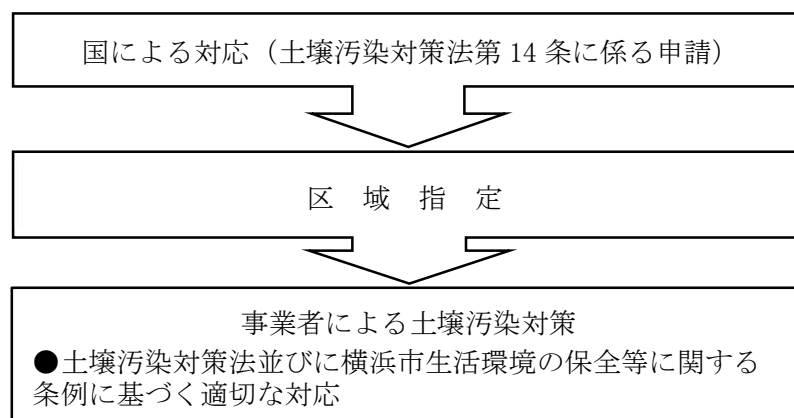 国による対応（土壌汚染対策法第 14 条に係る申請）
区　域　指　定
事業者による土壌汚染対策
●土壌汚染対策法並びに横浜市生活環境の保全等に関する
条例に基づく適切な対応